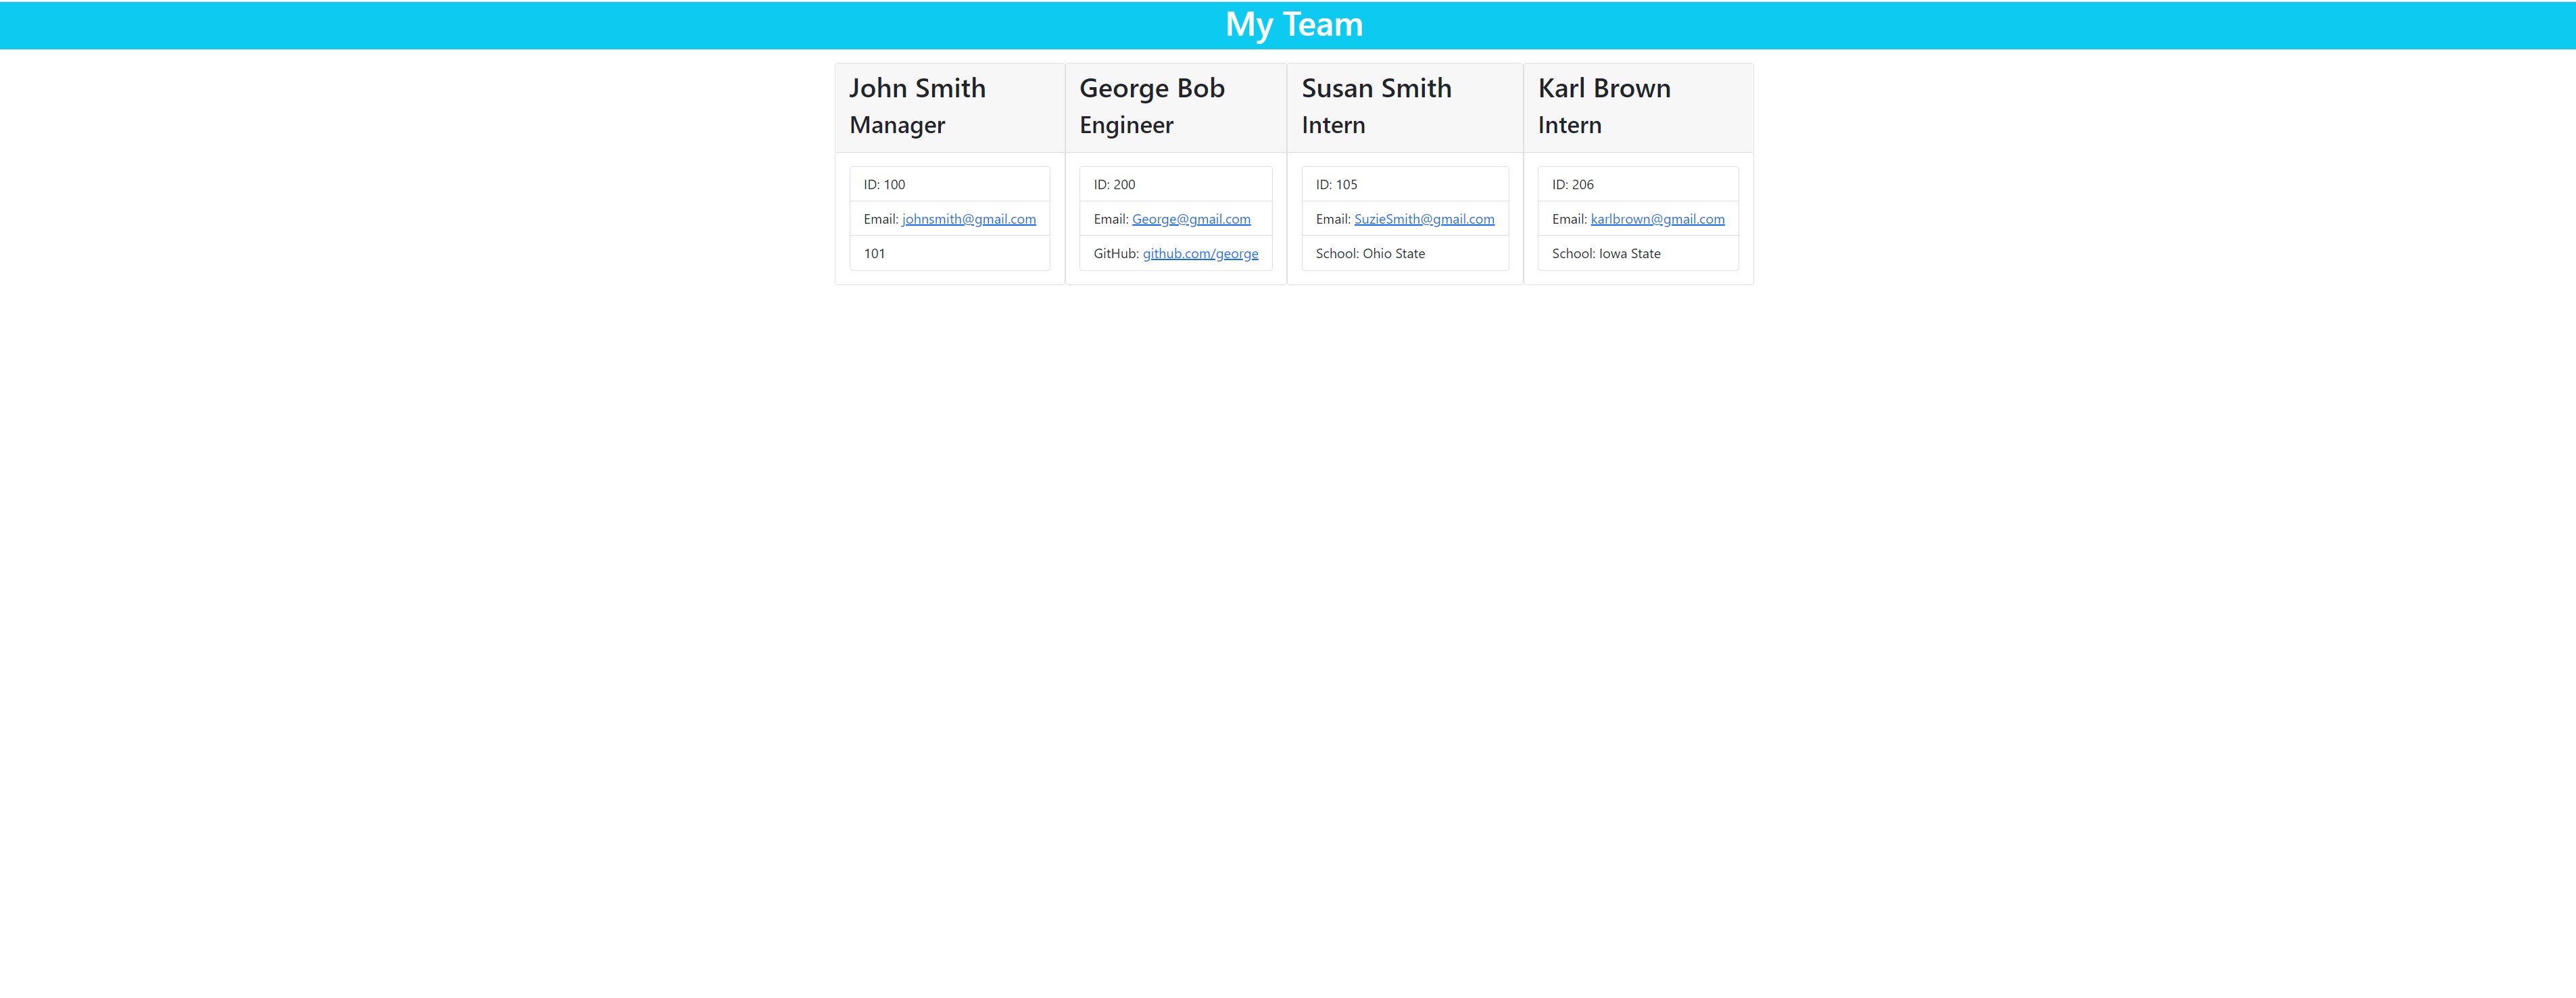 My Team
John Smith
Manager
ID: 100
Email: johnsmith@gmail.com
101
George Bob
Engineer
ID: 200
Email: George@gmail.com
GitHub: github.com/george
Susan Smith
Intern
ID: 105
Email: SuzieSmith@gmail.com
School: Ohio State
Karl Brown
Intern
ID: 206
Email: karlbrown@gmail.com
School: Iowa State